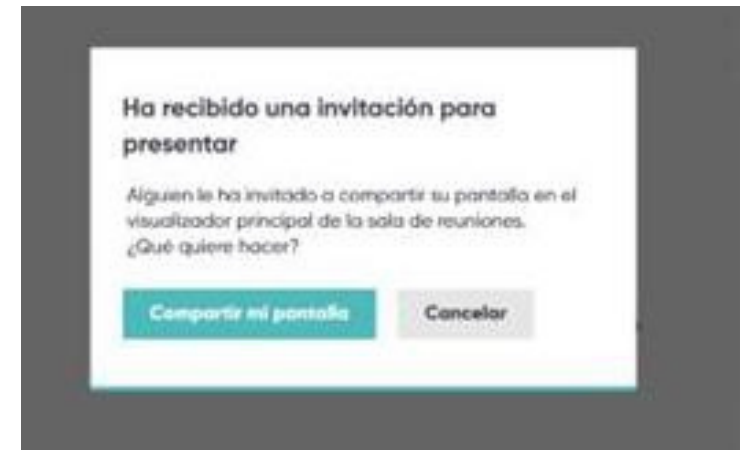 Ha recibido una invitación para
presentar
Alguien le ha invitado a compartir su pantalla en el
visualizador principal de la sala de reuniones.
¿Qué quiere hacer?
Compartir mi pantalla
Cancelar